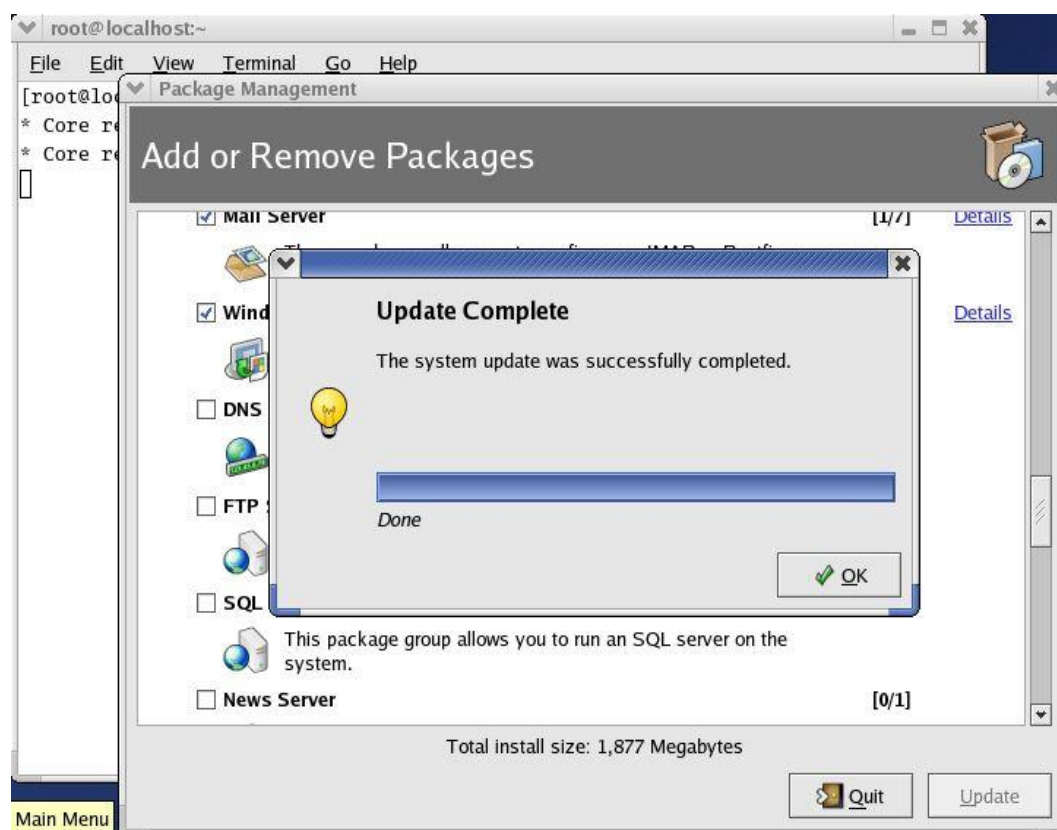 root@localhost:~
File Edit View Terminal Go Help
[root@lo
* Core re
* Core re
Package Management
Add or Remove Packages
Mail Server [1/7] Details
Wind Details
Update Complete
The system update was successfully completed.
DNS
Done
FTP
OK
SQL
This package group allows you to run an SQL server on the
system.
News Server [0/1]
Total install size: 1,877 Megabytes
Quit Update
Main Menu